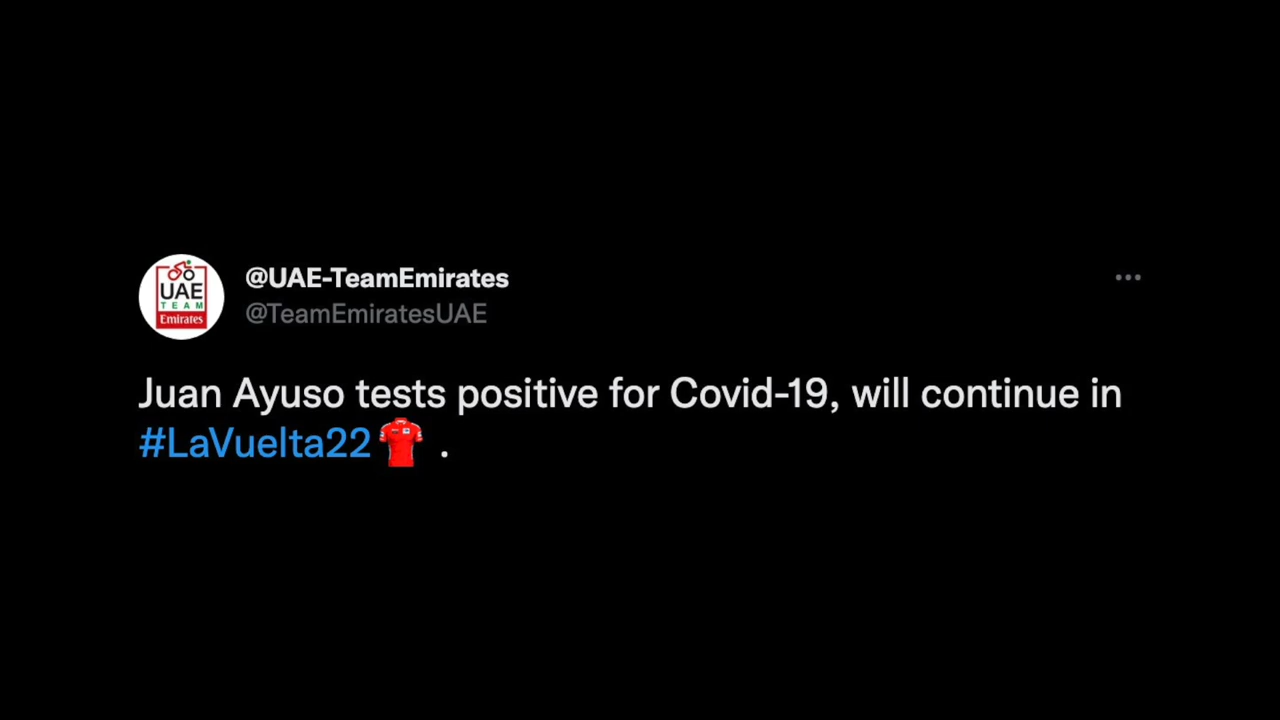 UAE
TEAM
Emirates
@UAE-TeamEmirates
@TeamEmiratesUAE
Juan Ayuso tests positive for Covid-19, will continue in
#LaVuelta22 .